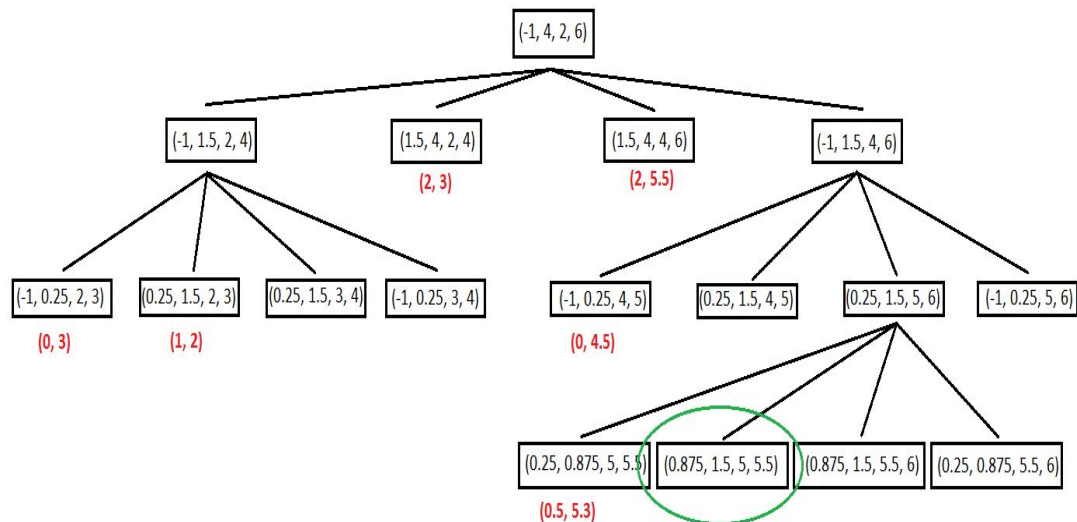 (-1, 4, 2, 6)
(-1, 1.5, 2, 4)
(1.5, 4, 2, 4)
(1.5, 4, 4, 6)
(-1, 1.5, 4, 6)
(2, 3)
(2, 5.5)
(-1, 0.25, 2, 3)
(0.25, 1.5, 2, 3)
(0.25, 1.5, 3, 4)
(-1, 0.25, 3, 4)
(-1, 0.25, 4, 5)
(0.25, 1.5, 4, 5)
(0.25, 1.5, 5, 6)
(-1, 0.25, 5, 6)
(0, 3)
(1, 2)
(0, 4.5)
(0.25, 0.875, 5, 5.5)
(0.875, 1.5, 5, 5.5)
(0.875, 1.5, 5.5, 6)
(0.25, 0.875, 5.5, 6)
(0.5, 5.3)